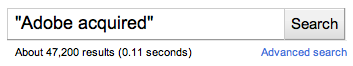 "Adobe acquired" Search
About 47,200 results (0.11 seconds) Advanced search